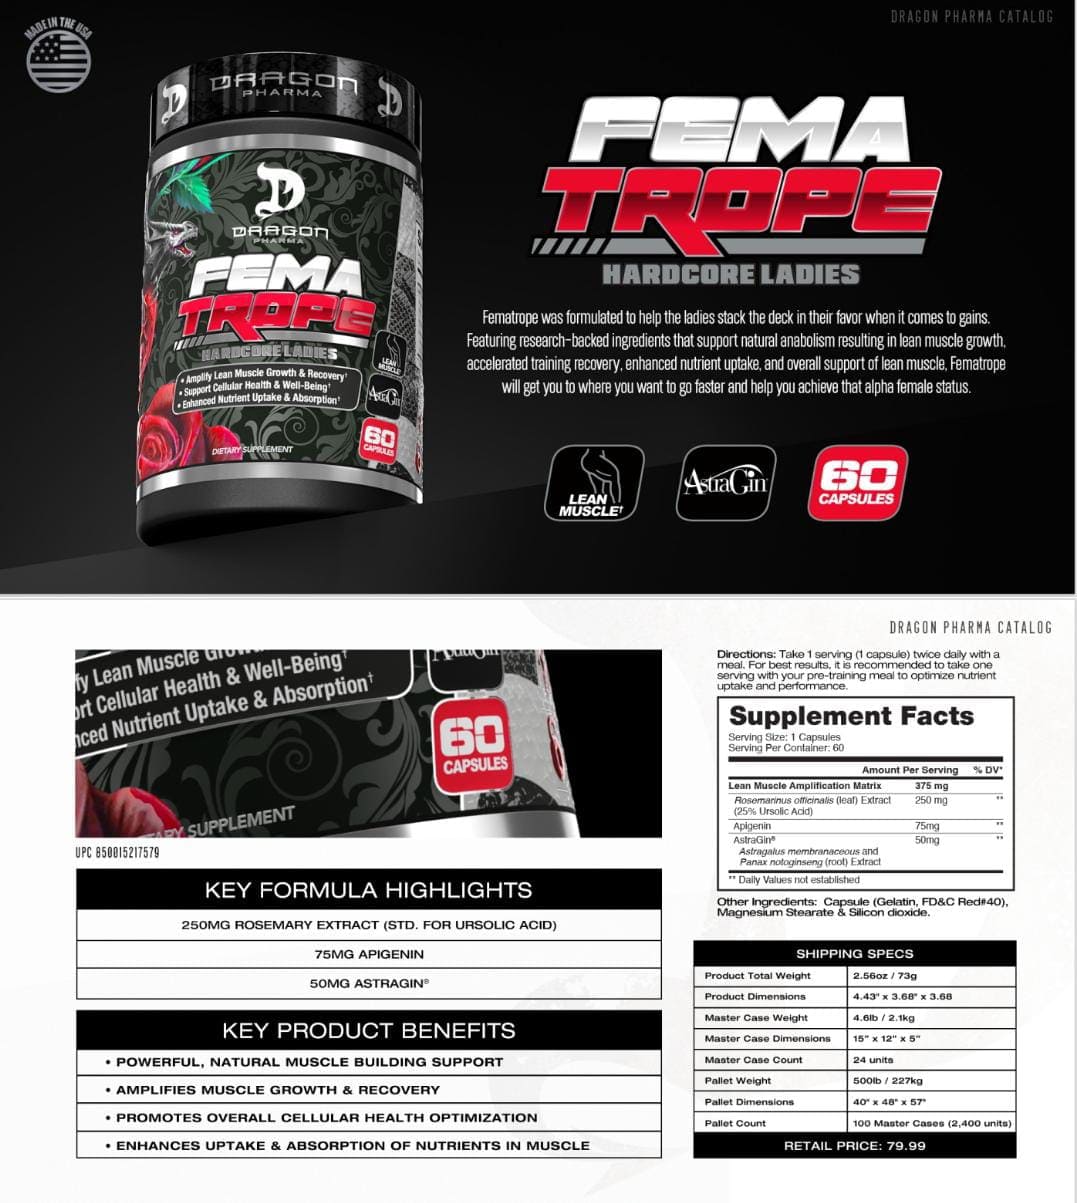 DRAGON PHARMA CATALOG
MADE IN THE USA
DRAGON
PHARMA
D
D
D
DRAGON
PHARMA
FEMA
TROPE
HARDCORE LADIES
• Amplify Lean Muscle Growth & Recovery†
• Support Cellular Health & Well-Being†
• Enhanced Nutrient Uptake & Absorption†
LEAN
MUSCLE†
AstraGin
60
CAPSULES
DIETARY SUPPLEMENT
FEMA
TROPE
HARDCORE LADIES
Fematrope was formulated to help the ladies stack the deck in their favor when it comes to gains.
Featuring research-backed ingredients that support natural anabolism resulting in lean muscle growth,
accelerated training recovery, enhanced nutrient uptake, and overall support of lean muscle, Fematrope
will get you to where you want to go faster and help you achieve that alpha female status.
LEAN
MUSCLE†
AstraGin
60
CAPSULES
DRAGON PHARMA CATALOG
fy Lean Muscle Grow
ort Cellular Health & Well-Being†
nced Nutrient Uptake & Absorption†
AstraGin
60
CAPSULES
TARY SUPPLEMENT
UPC 850015217579
KEY FORMULA HIGHLIGHTS
250MG ROSEMARY EXTRACT (STD. FOR URSOLIC ACID)
75MG APIGENIN
50MG ASTRAGIN®
KEY PRODUCT BENEFITS
• POWERFUL, NATURAL MUSCLE BUILDING SUPPORT
• AMPLIFIES MUSCLE GROWTH & RECOVERY
• PROMOTES OVERALL CELLULAR HEALTH OPTIMIZATION
• ENHANCES UPTAKE & ABSORPTION OF NUTRIENTS IN MUSCLE
Directions: Take 1 serving (1 capsule) twice daily with a
meal. For best results, it is recommended to take one
serving with your pre-training meal to optimize nutrient
uptake and performance.
Supplement Facts
Serving Size: 1 Capsules
Serving Per Container: 60
Amount Per Serving % DV*
Lean Muscle Amplification Matrix 375 mg
Rosemarinus officinalis (leaf) Extract 250 mg **
(25% Ursolic Acid)
Apigenin 75mg **
AstraGin® 50mg **
Astragalus membranaceous and
Panax notoginseng (root) Extract
** Daily Values not established
Other Ingredients: Capsule (Gelatin, FD&C Red#40),
Magnesium Stearate & Silicon dioxide.
SHIPPING SPECS
Product Total Weight 2.56oz / 73g
Product Dimensions 4.43" x 3.68" x 3.68
Master Case Weight 4.6lb / 2.1kg
Master Case Dimensions 15" x 12" x 5"
Master Case Count 24 units
Pallet Weight 500lb / 227kg
Pallet Dimensions 40" x 48" x 57"
Pallet Count 100 Master Cases (2,400 units)
RETAIL PRICE: 79.99